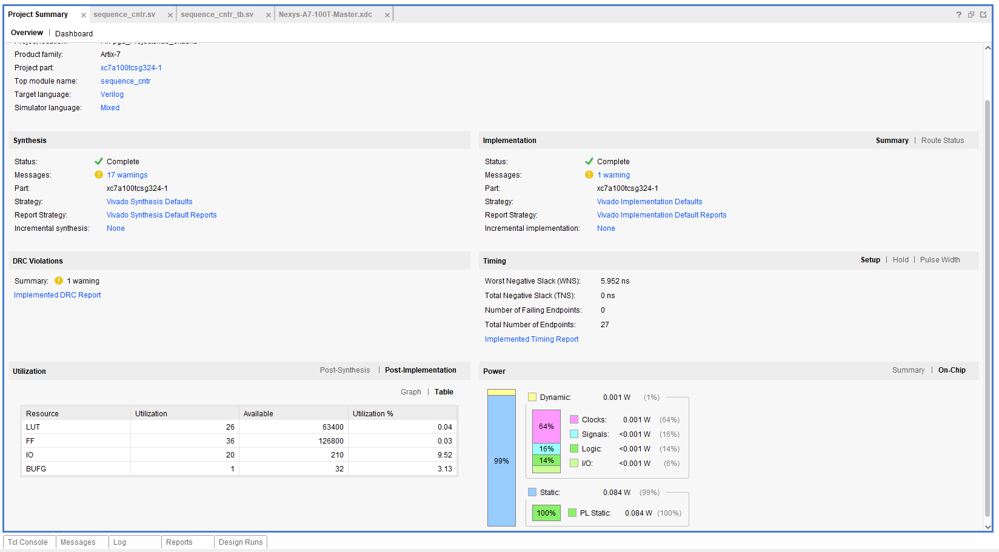 Project Summary × sequence_cntr.sv × sequence_cntr_tb.sv × Nexys-A7-100T-Master.xdc × ?
Overview | Dashboard
Product family: Artix-7
Project part: xc7a100tcsg324-1
Top module name: sequence_cntr
Target language: Verilog
Simulator language: Mixed
Synthesis
Status: Complete
Messages: 17 warnings
Part: xc7a100tcsg324-1
Strategy: Vivado Synthesis Defaults
Report Strategy: Vivado Synthesis Default Reports
Incremental synthesis: None
Implementation Summary | Route Status
Status: Complete
Messages: 1 warning
Part: xc7a100tcsg324-1
Strategy: Vivado Implementation Defaults
Report Strategy: Vivado Implementation Default Reports
Incremental implementation: None
DRC Violations
Summary: 1 warning
Implemented DRC Report
Timing Setup | Hold | Pulse Width
Worst Negative Slack (WNS): 5.952 ns
Total Negative Slack (TNS): 0 ns
Number of Failing Endpoints: 0
Total Number of Endpoints: 27
Implemented Timing Report
Utilization Post-Synthesis | Post-Implementation
Graph | Table
Resource Utilization Available Utilization %
LUT 26 63400 0.04
FF 36 126800 0.03
IO 20 210 9.52
BUFG 1 32 3.13
Power Summary | On-Chip
99%
Dynamic: 0.001 W (1%)
64%
16%
14%
Clocks: 0.001 W (64%)
Signals: <0.001 W (16%)
Logic: <0.001 W (14%)
I/O: <0.001 W (6%)
Static: 0.084 W (99%)
100% PL Static: 0.084 W (100%)
Tcl Console Messages Log Reports Design Runs